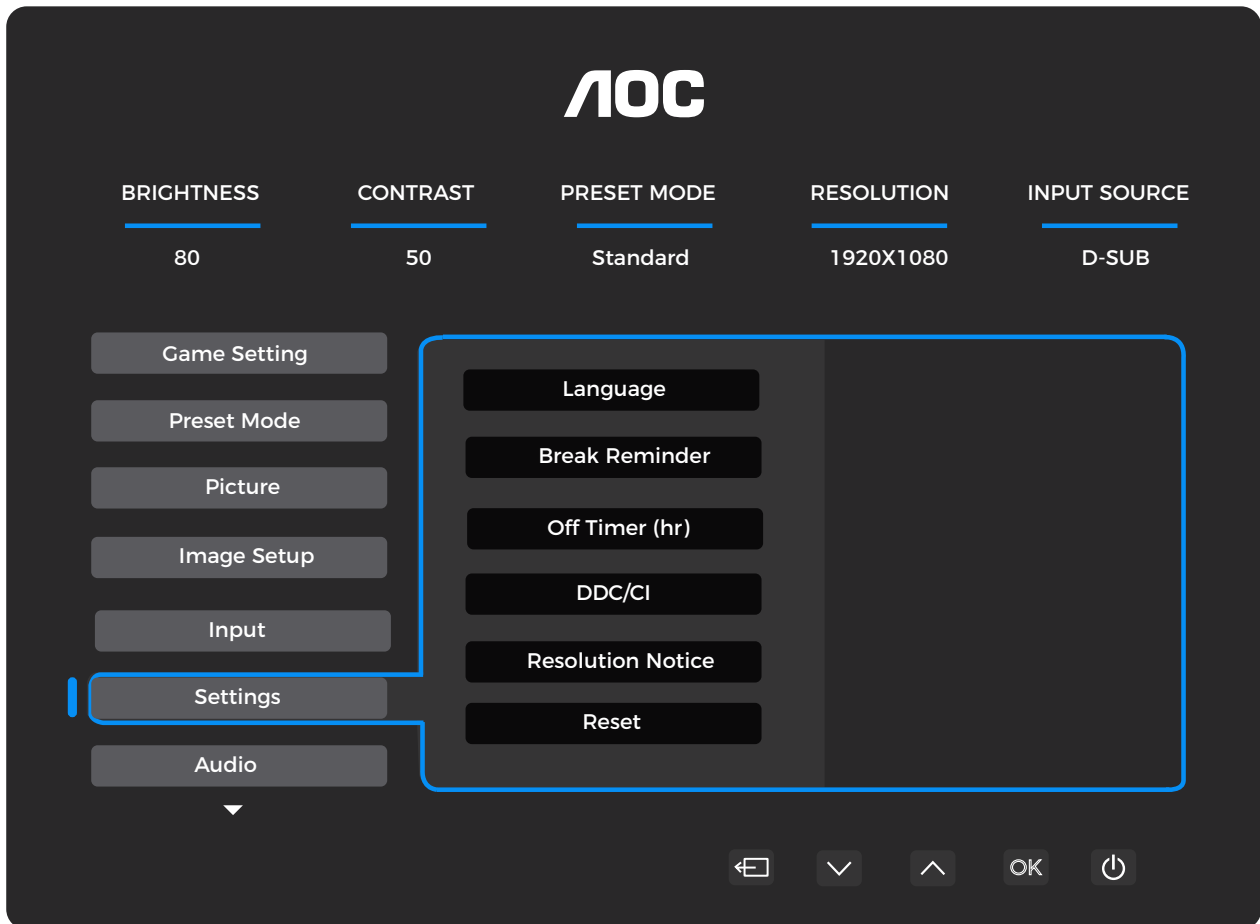 AOC
BRIGHTNESS CONTRAST PRESET MODE RESOLUTION INPUT SOURCE
80 50 Standard 1920X1080 D-SUB
Game Setting
Preset Mode
Picture
Image Setup
Input
Settings
Audio
Language
Break Reminder
Off Timer (hr)
DDC/CI
Resolution Notice
Reset
OK